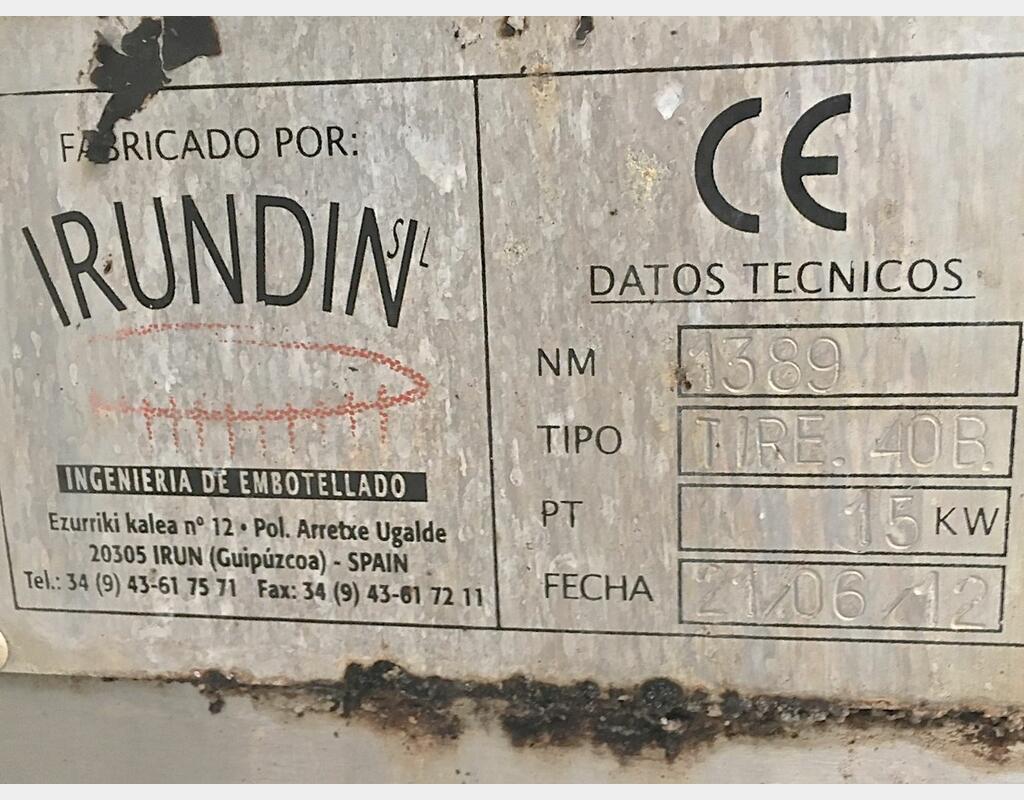 FABRICADO POR:
IRUNDIN SL
INGENIERIA DE EMBOTELLADO
Ezurriki kalea nº 12 • Pol. Arretxe Ugalde
20305 IRUN (Guipúzcoa) - SPAIN
Tel.: 34 (9) 43-61 75 71 Fax: 34 (9) 43-61 72 11
CE
DATOS TECNICOS
NM 1389
TIPO TIRE. 40B.
PT 15 KW
FECHA 21/06/12